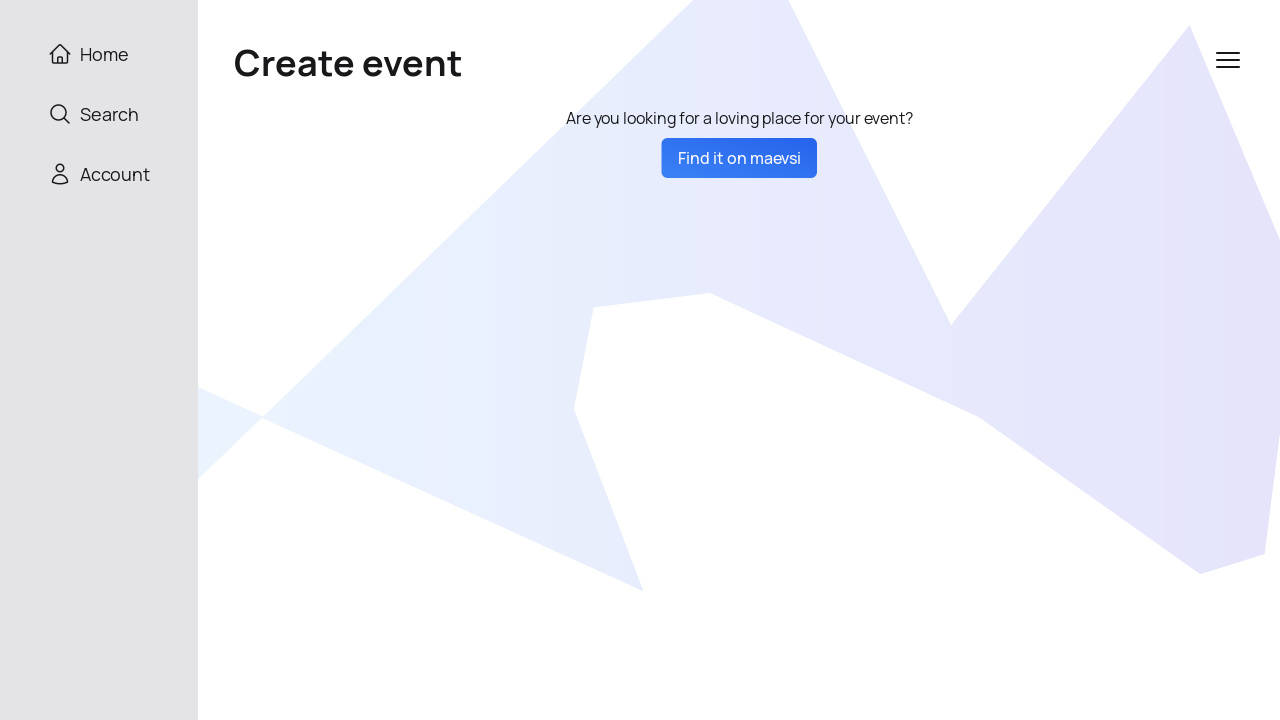 Home
Search
Account
Create event
Are you looking for a loving place for your event?
Find it on maevsi